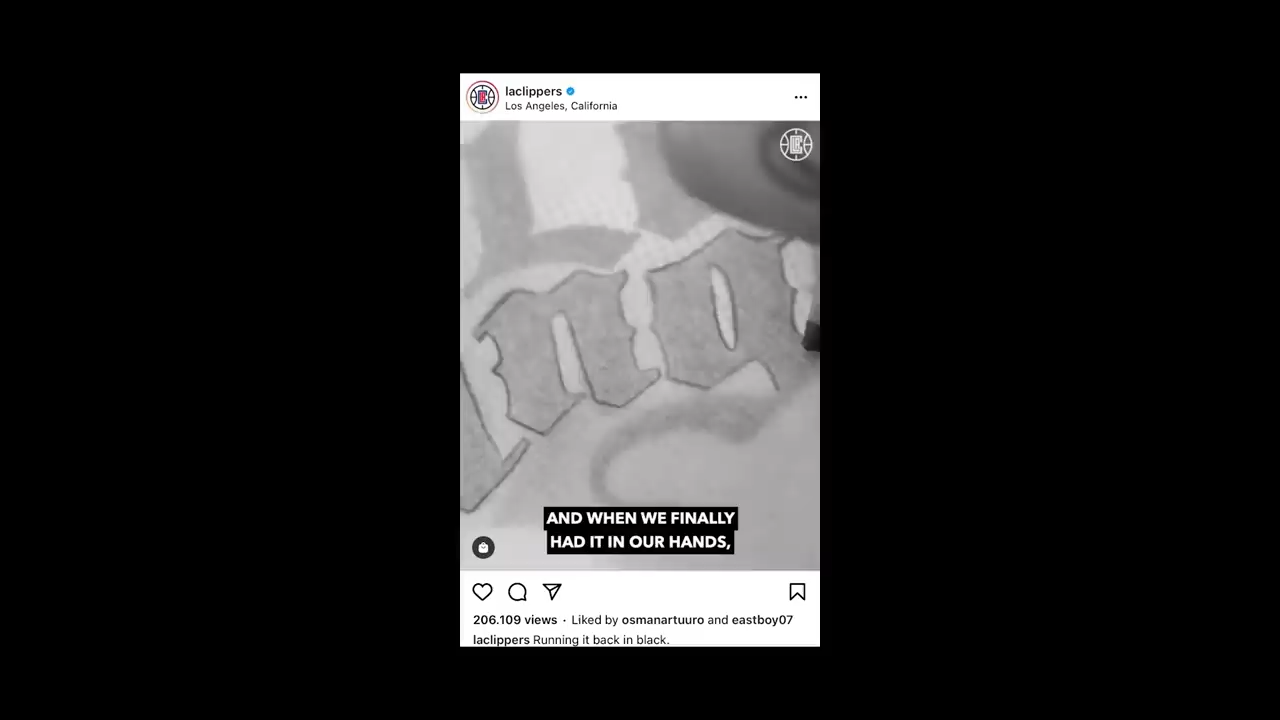 laclippers
Los Angeles, California
AND WHEN WE FINALLY
HAD IT IN OUR HANDS,
206.109 views · Liked by osmanartuuro and eastboy07
laclippers Running it back in black.